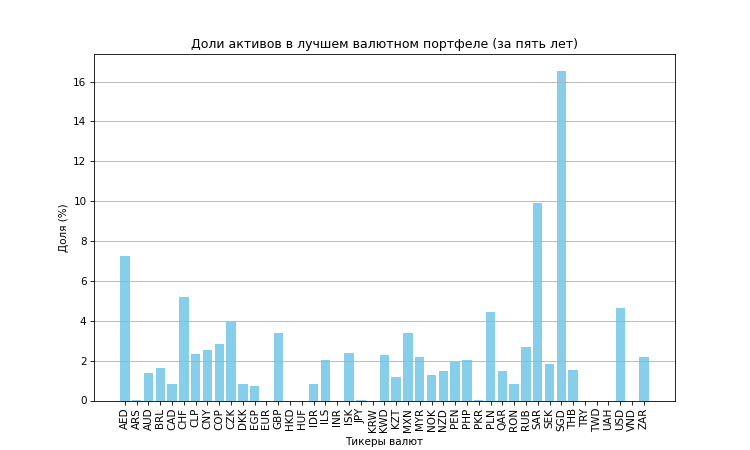 Доли активов в лучшем валютном портфеле (за пять лет)
Доля (%)
16
14
12
10
8
6
4
2
0
AED ARS AUD BRL CAD CHF CLP CNY COP CZK DKK EGP EUR GBP HKD HUF IDR ILS INR ISK JPY KRW KWD KZT MXN MYR NOK NZD PEN PHP PKR PLN QAR RON RUB SAR SEK SGD THB TRY TWD UAH USD VND ZAR
Тикеры валют